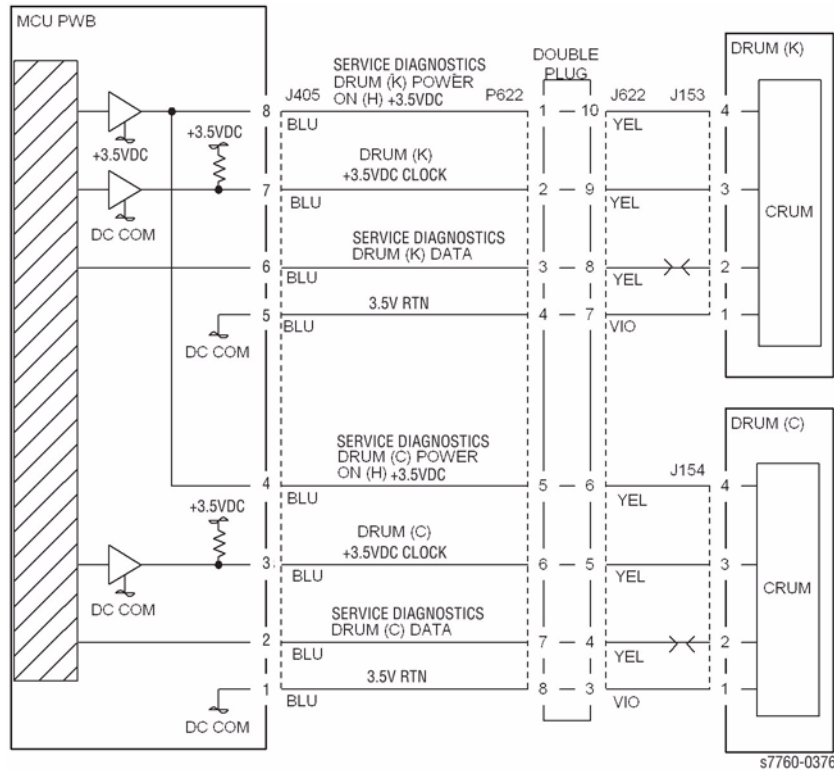 MCU PWB
DRUM (K)
SERVICE DIAGNOSTICS
DRUM (K) POWER
ON (H) +3.5VDC
DOUBLE
PLUG
8 J405 P622 1 10 J622 J153 4
BLU YEL
+3.5VDC
+3.5VDC
DRUM (K)
+3.5VDC CLOCK
7 2 9 3
BLU YEL
CRUM
DC COM
SERVICE DIAGNOSTICS
DRUM (K) DATA
6 3 8 2
BLU YEL
3.5V RTN
5 4 7 1
BLU VIO
DC COM
DRUM (C)
SERVICE DIAGNOSTICS
DRUM (C) POWER
ON (H) +3.5VDC
J154
4 5 6 4
BLU YEL
+3.5VDC
DRUM (C)
+3.5VDC CLOCK
3 6 5 3
BLU YEL
CRUM
DC COM
SERVICE DIAGNOSTICS
DRUM (C) DATA
2 7 4 2
BLU YEL
3.5V RTN
1 8 3 1
BLU VIO
DC COM
s7760-0376